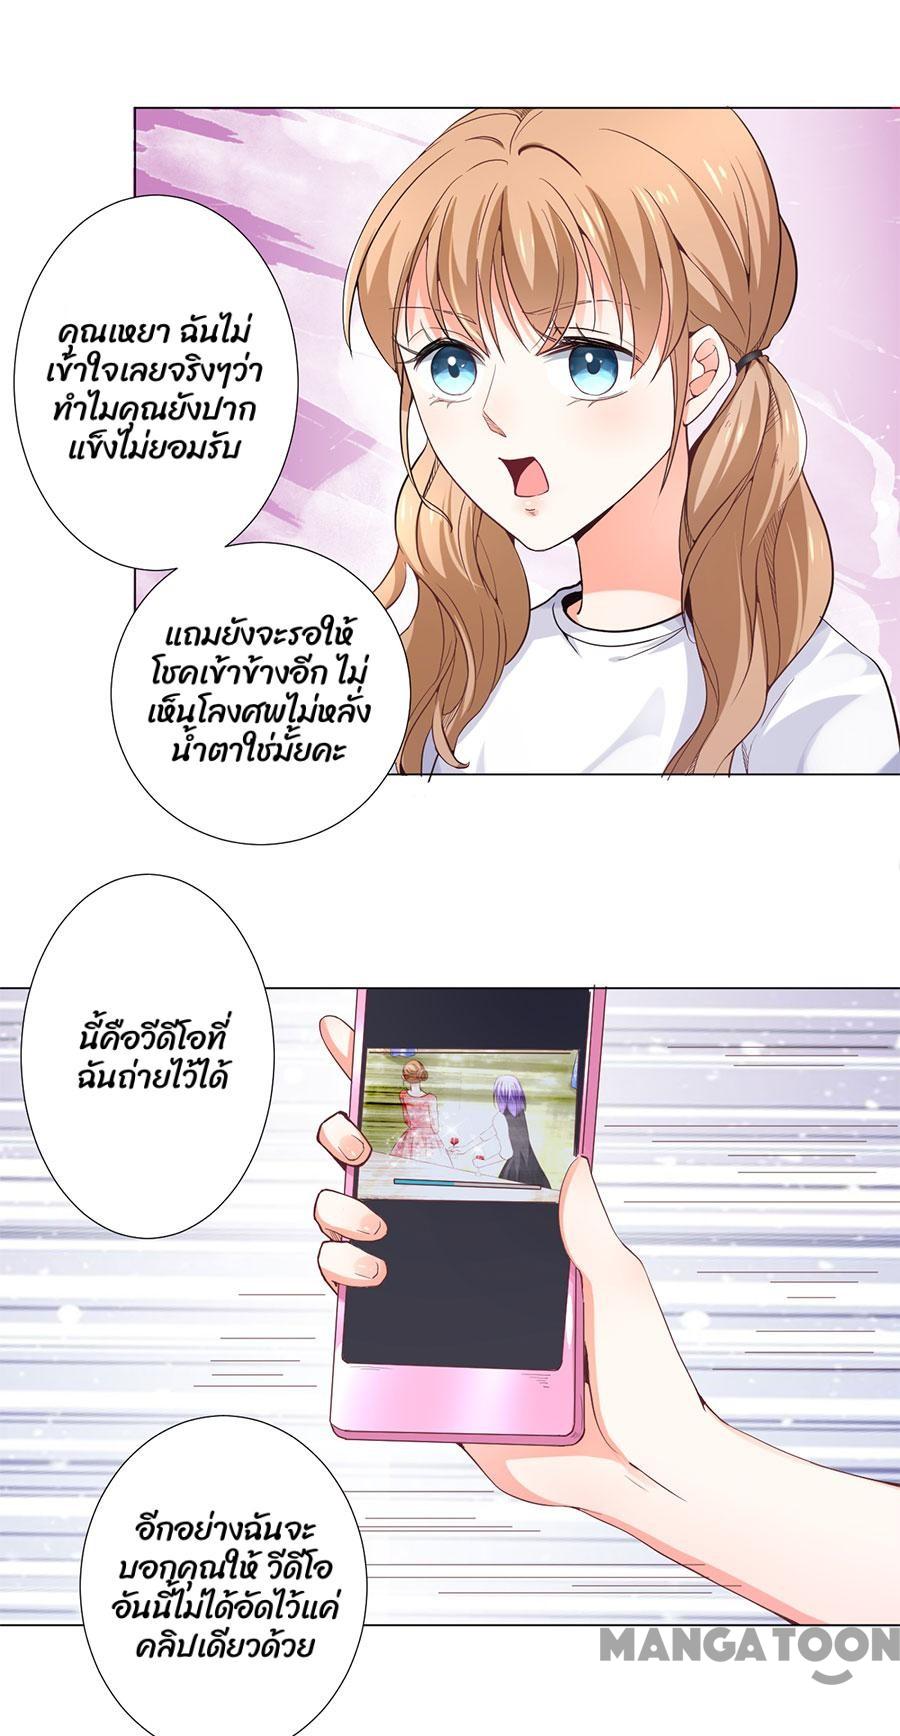 คุณเหยา ฉันไม่
เข้าใจเลยจริงๆว่า
ทำไมคุณยังปาก
แข็งไม่ยอมรับ
แถมยังจะรอให้
โชคเข้าข้างอีก ไม่
เห็นโลงศพไม่หลั่ง
น้ำตาใช่มั้ยคะ
นี้คือวีดีโอที่
ฉันถ่ายไว้ได้
อีกอย่างฉันจะ
บอกคุณให้ วีดีโอ
อันนี้ไม่ได้อัดไว้แค่
คลิปเดียวด้วย
MANGATOON